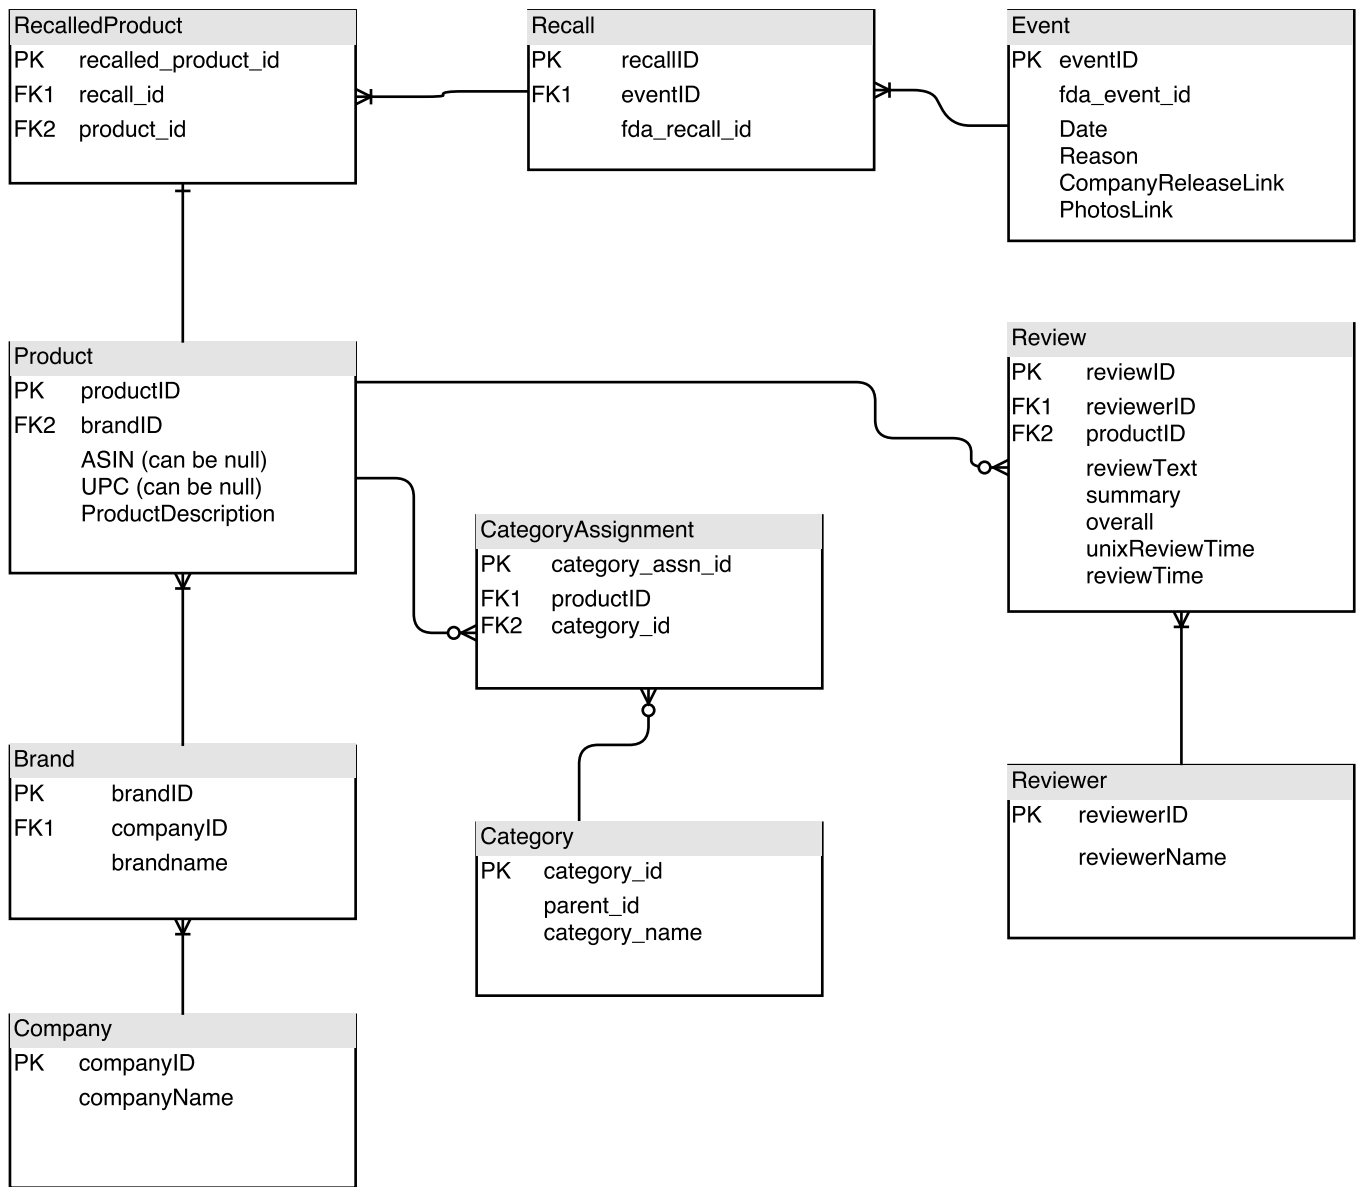 RecalledProduct
PK recalled_product_id
FK1 recall_id
FK2 product_id
Recall
PK recallID
FK1 eventID
fda_recall_id
Event
PK eventID
fda_event_id
Date
Reason
CompanyReleaseLink
PhotosLink
Product
PK productID
FK2 brandID
ASIN (can be null)
UPC (can be null)
ProductDescription
Review
PK reviewID
FK1 reviewerID
FK2 productID
reviewText
summary
overall
unixReviewTime
reviewTime
CategoryAssignment
PK category_assn_id
FK1 productID
FK2 category_id
Brand
PK brandID
FK1 companyID
brandname
Category
PK category_id
parent_id
category_name
Reviewer
PK reviewerID
reviewerName
Company
PK companyID
companyName